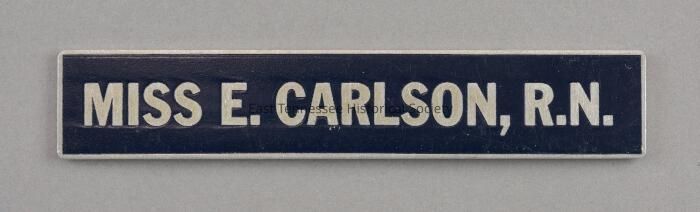 MISS E. CARLSON, R.N.
East Tennessee Historical Society